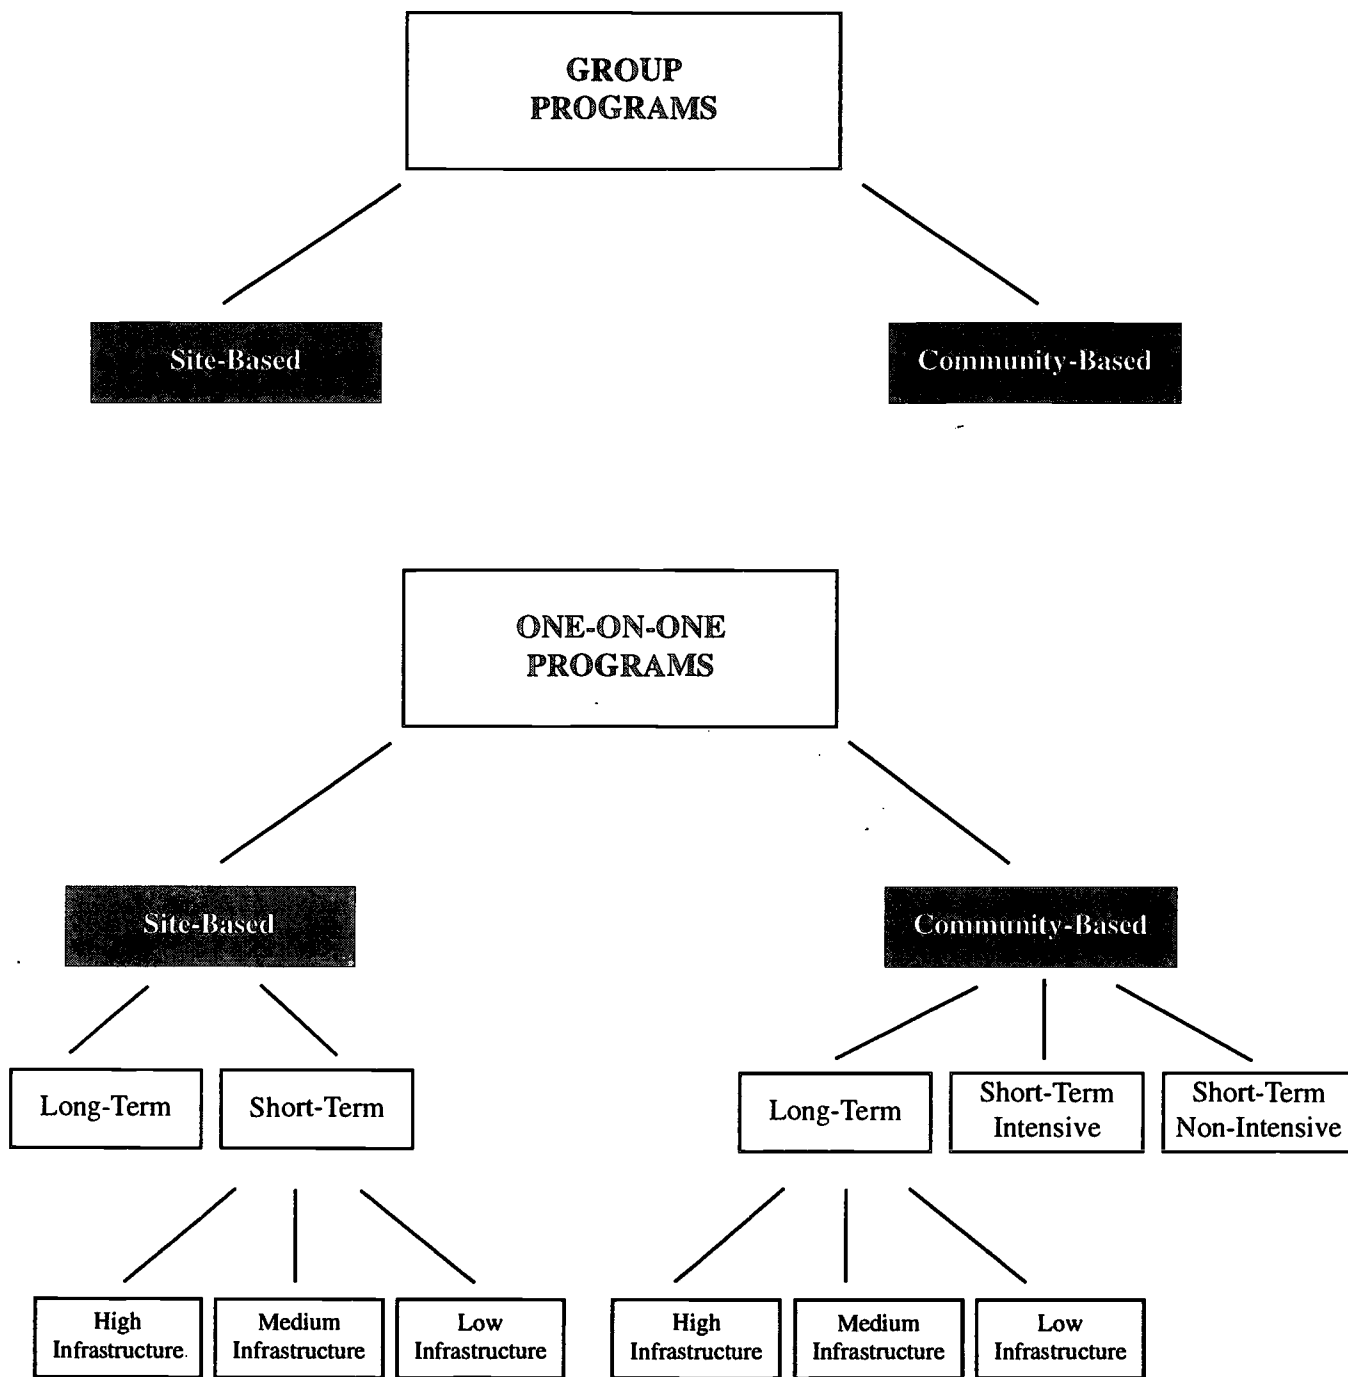 GROUP
PROGRAMS
Site-Based
Community-Based
ONE-ON-ONE
PROGRAMS
Site-Based
Community-Based
Long-Term
Short-Term
Long-Term
Short-Term
Intensive
Short-Term
Non-Intensive
High
Infrastructure
Medium
Infrastructure
Low
Infrastructure
High
Infrastructure
Medium
Infrastructure
Low
Infrastructure